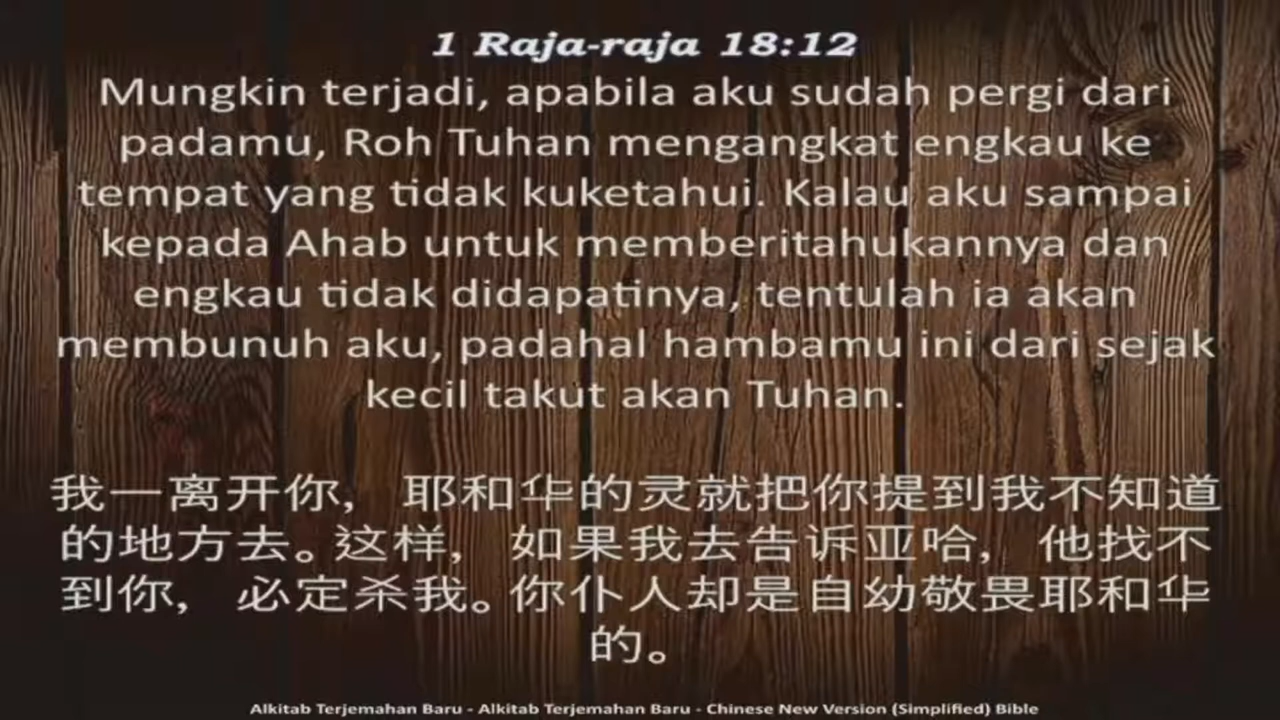 1 Raja-raja 18:12
Mungkin terjadi, apabila aku sudah pergi dari
padamu, Roh Tuhan mengangkat engkau ke
tempat yang tidak kuketahui. Kalau aku sampai
kepada Ahab untuk memberitahukannya dan
engkau tidak didapatinya, tentulah ia akan
membunuh aku, padahal hambamu ini dari sejak
kecil takut akan Tuhan.
我一离开你，耶和华的灵就把你提到我不知道
的地方去。这样，如果我去告诉亚哈，他找不
到你，必定杀我。你仆人却是自幼敬畏耶和华
的。
Alkitab Terjemahan Baru - Alkitab Terjemahan Baru - Chinese New Version (Simplified) Bible